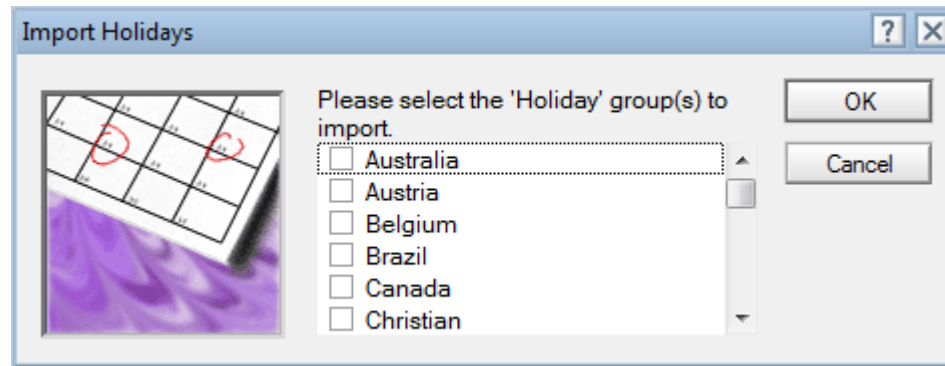 Import Holidays
?
Please select the 'Holiday' group(s) to
import.
Australia
Austria
Belgium
Brazil
Canada
Christian
OK
Cancel